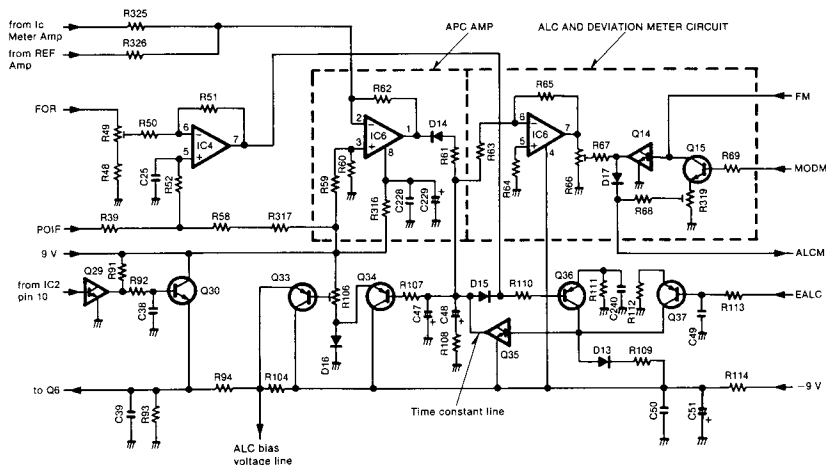 R325
from Ic
Meter Amp
R326
from REF
Amp
APC AMP
ALC AND DEVIATION METER CIRCUIT
R62
R65
FOR
R51
D14
FM
R49
R50
6
7
IC4
5
2
1
IC6
3
8
R61
R63
6
7
IC6
5
4
R67
Q14
Q15
R66
R69
MODM
R48
C25
R52
R59
R60
R64
D17
R68
R319
R316
C228
C229
+
POIF
R39
R58
R317
9 V
ALCM
from IC2
pin 10
Q29
R91
R92
C38
Q30
Q33
R106
Q34
R107
D15
R110
Q36
R111
C240
R112
Q37
EALC
R113
C49
C47
+
C48
+
R108
Q35
D16
D13
R109
to Q6
R94
R104
R114
−9 V
C39
R93
Time constant line
C50
C51
+
ALC bias
voltage line